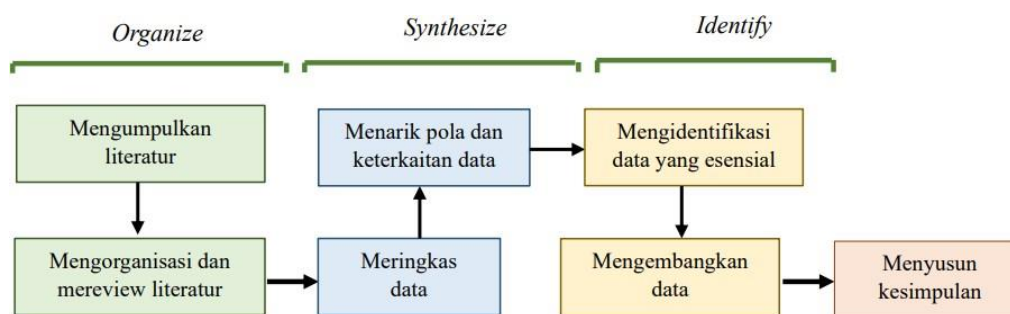 Organize
Synthesize
Identify
Mengumpulkan
literatur
Menarik pola dan
keterkaitan data
Mengidentifikasi
data yang esensial
Mengorganisasi dan
mereview literatur
Meringkas
data
Mengembangkan
data
Menyusun
kesimpulan